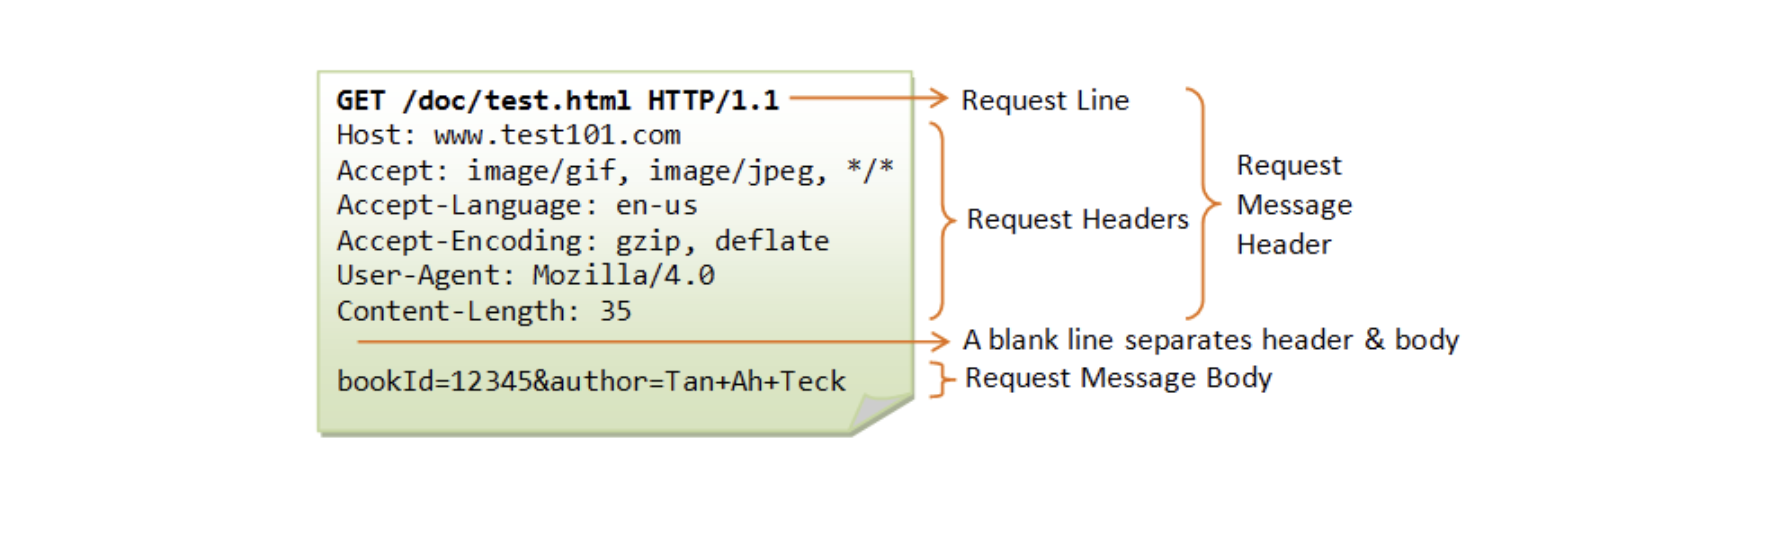 GET /doc/test.html HTTP/1.1
Host: www.test101.com
Accept: image/gif, image/jpeg, */*
Accept-Language: en-us
Accept-Encoding: gzip, deflate
User-Agent: Mozilla/4.0
Content-Length: 35
bookId=12345&author=Tan+Ah+Teck
Request Line
Request Headers
Request
Message
Header
A blank line separates header & body
Request Message Body